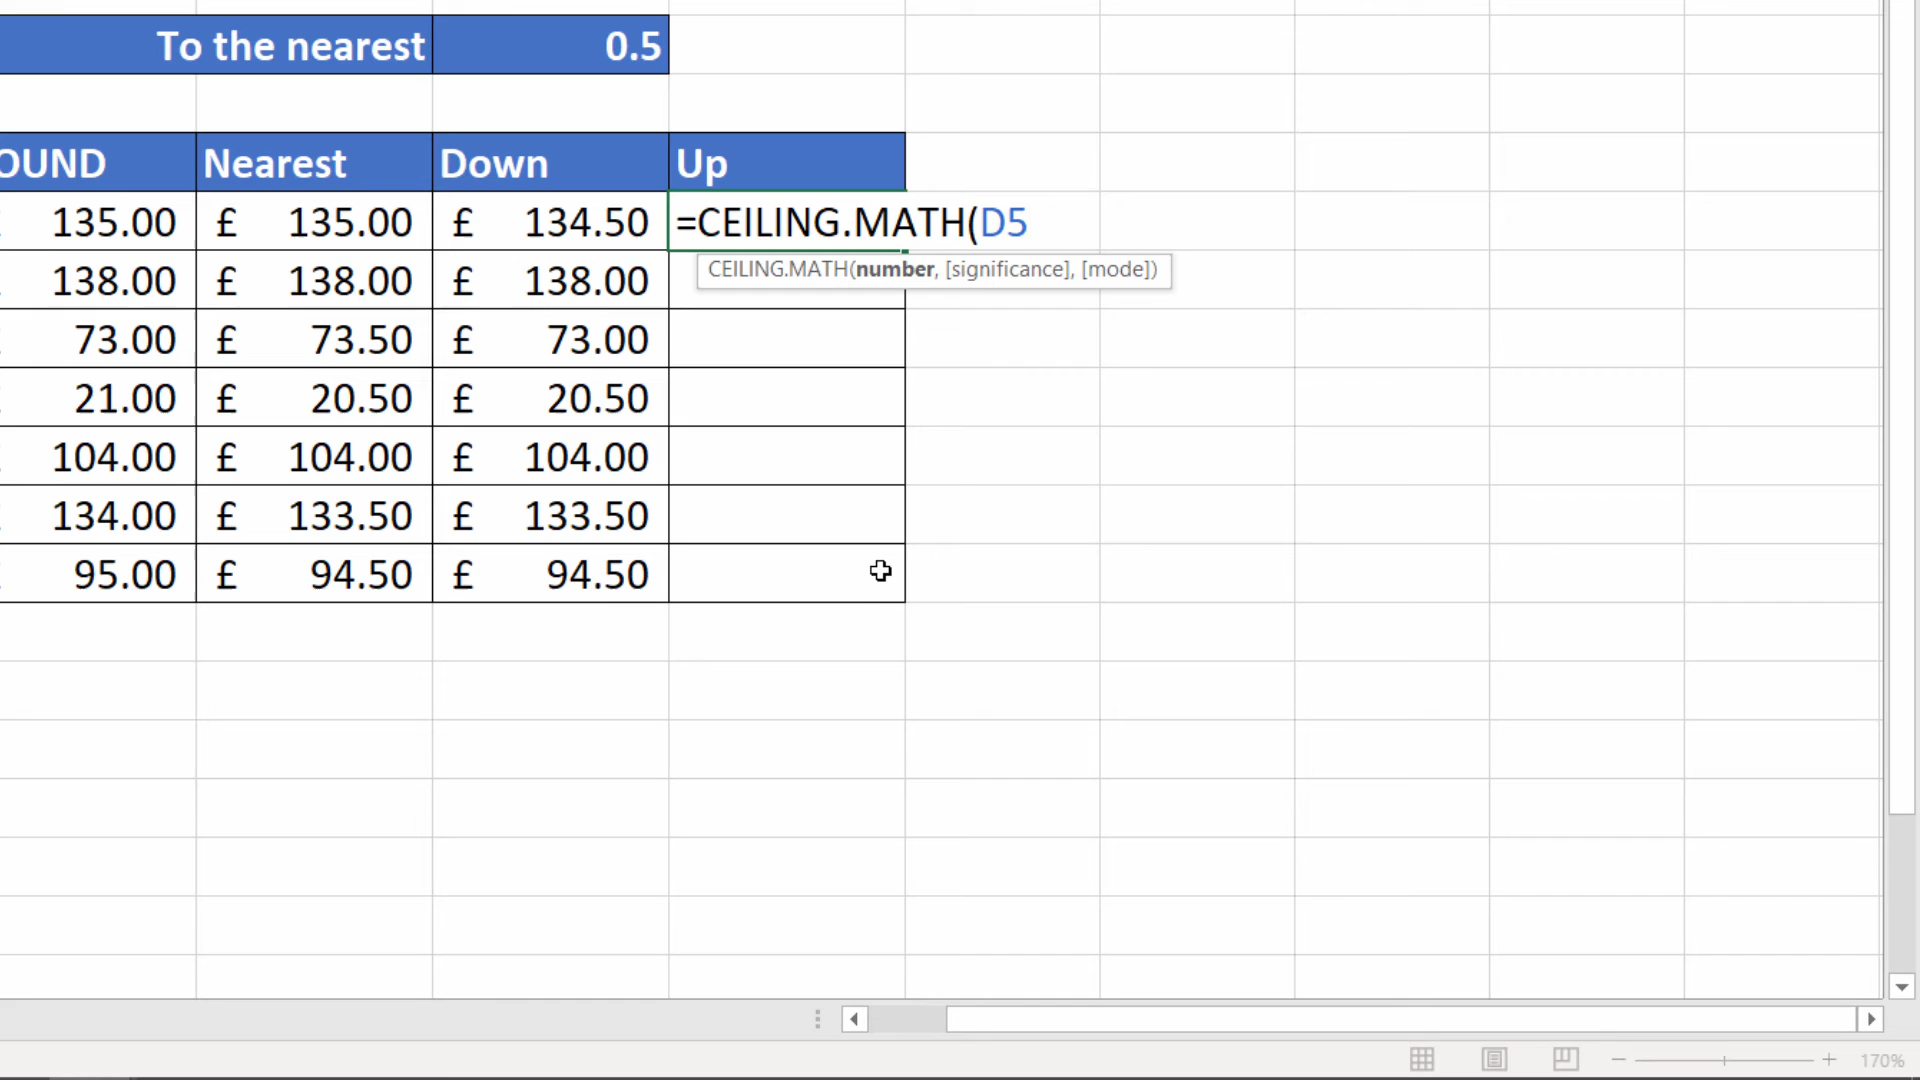 To the nearest 0.5
OUND Nearest Down Up
135.00 £ 135.00 £ 134.50 =CEILING.MATH(D5
CEILING.MATH(number, [significance], [mode])
138.00 £ 138.00 £ 138.00
73.00 £ 73.50 £ 73.00
21.00 £ 20.50 £ 20.50
104.00 £ 104.00 £ 104.00
134.00 £ 133.50 £ 133.50
95.00 £ 94.50 £ 94.50
170%